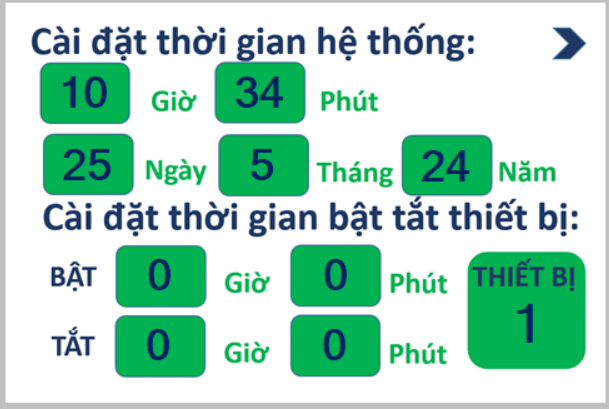 Cài đặt thời gian hệ thống:
10 Giờ 34 Phút
25 Ngày 5 Tháng 24 Năm
Cài đặt thời gian bật tắt thiết bị:
BẬT 0 Giờ 0 Phút
THIẾT BỊ
1
TẮT 0 Giờ 0 Phút